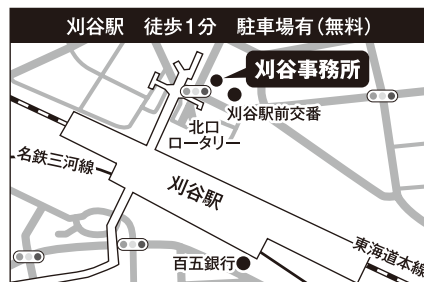 刈谷駅 徒歩1分 駐車場有(無料)
刈谷事務所
刈谷駅前交番
北口
ロータリー
名鉄三河線
刈谷駅
東海道本線
百五銀行